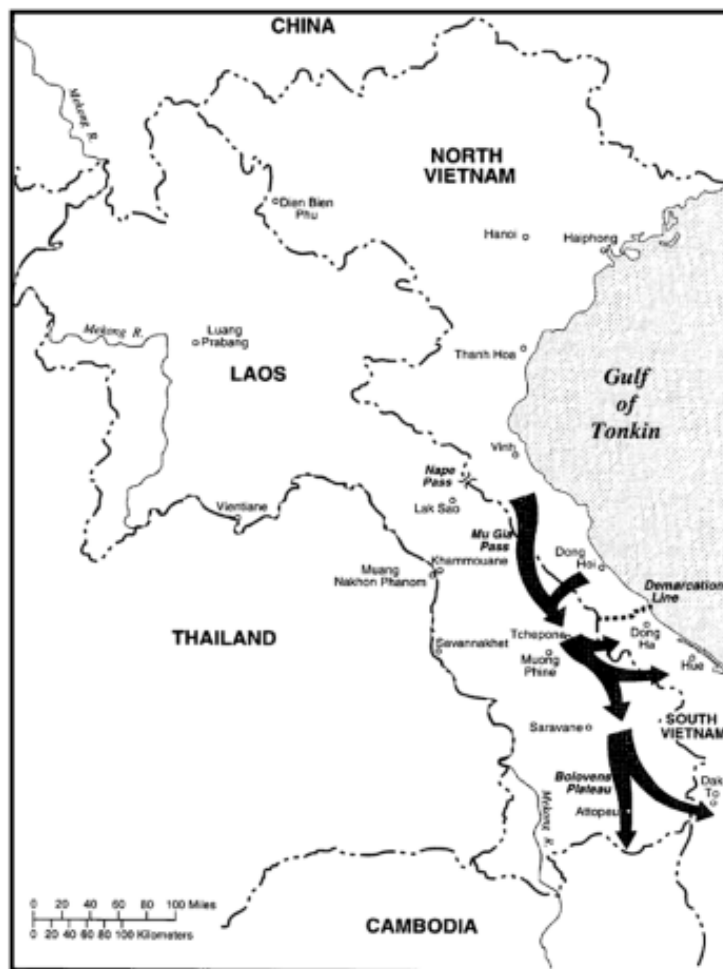 CHINA
Mekong R.
NORTH
VIETNAM
Dien Bien
Phu
Hanoi
Haiphong
Mekong R.
Luang
Prabang
Thanh Hoa
LAOS
Gulf
of
Tonkin
Vinh
Nape
Pass
Lak Sao
Vientiane
Mu Gia
Pass
Dong
Hoi
Khammouane
Muang
Nakhon Phanom
Demarcation
Line
THAILAND
Tchepone
Dong
Ha
Savannakhet
Muong
Phine
Hue
Saravane
SOUTH
VIETNAM
Bolovens
Plateau
Dak
To
Mekong R.
Attopeu
0 20 40 60 80 100 Miles
0 20 40 60 80 100 Kilometers
CAMBODIA